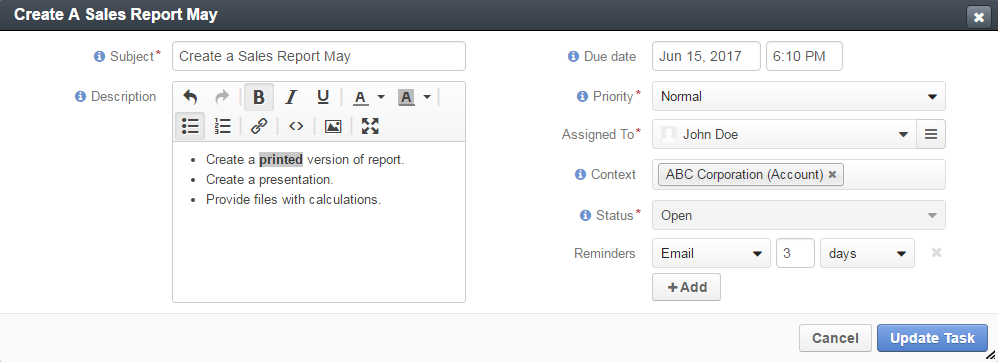 Create A Sales Report May
Subject* Create a Sales Report May
Description
B I U A A
Create a printed version of report.
Create a presentation.
Provide files with calculations.
Due date Jun 15, 2017 6:10 PM
Priority* Normal
Assigned To* John Doe
Context ABC Corporation (Account)
Status* Open
Reminders Email 3 days
+Add
Cancel Update Task